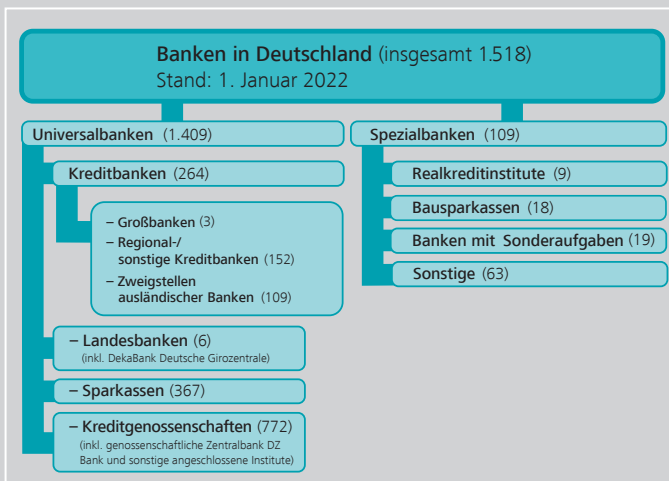 Banken in Deutschland (insgesamt 1.518)
Stand: 1. Januar 2022
Universalbanken (1.409)
Kreditbanken (264)
– Großbanken (3)
– Regional-/
sonstige Kreditbanken (152)
– Zweigstellen
ausländischer Banken (109)
– Landesbanken (6)
(inkl. DekaBank Deutsche Girozentrale)
– Sparkassen (367)
– Kreditgenossenschaften (772)
(inkl. genossenschaftliche Zentralbank DZ
Bank und sonstige angeschlossene Institute)
Spezialbanken (109)
Realkreditinstitute (9)
Bausparkassen (18)
Banken mit Sonderaufgaben (19)
Sonstige (63)